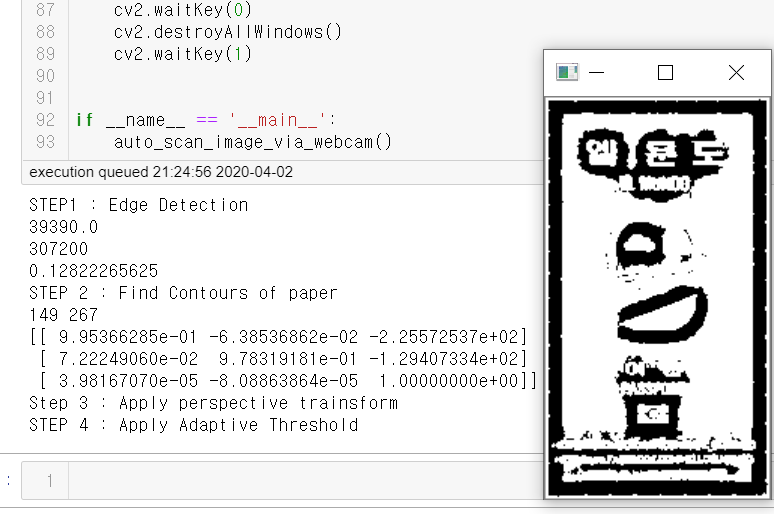 87 cv2.waitKey(0)
88 cv2.destroyAllWindows()
89 cv2.waitKey(1)
90
91
92 if __name__ == '__main__':
93 auto_scan_image_via_webcam()
execution queued 21:24:56 2020-04-02
STEP1 : Edge Detection
39390.0
307200
0.12822265625
STEP 2 : Find Contours of paper
149 267
[[ 9.95366285e-01 -6.38536862e-02 -2.25572537e+02]
[ 7.22249060e-02 9.78319181e-01 -1.29407334e+02]
[ 3.98167070e-05 -8.08863864e-05 1.00000000e+00]]
Step 3 : Apply perspective trainsform
STEP 4 : Apply Adaptive Threshold
: 1
엘 몬 도